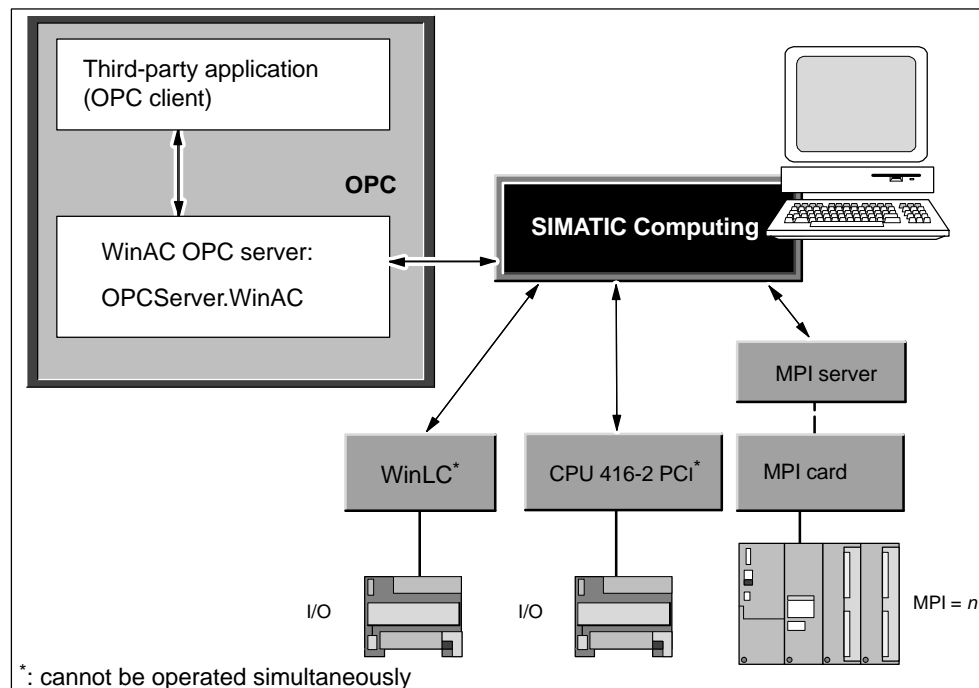 Third-party application
(OPC client)
OPC
WinAC OPC server:
OPCServer.WinAC
SIMATIC Computing
MPI server
WinLC*
CPU 416-2 PCI*
MPI card
I/O
I/O
MPI = n
*: cannot be operated simultaneously